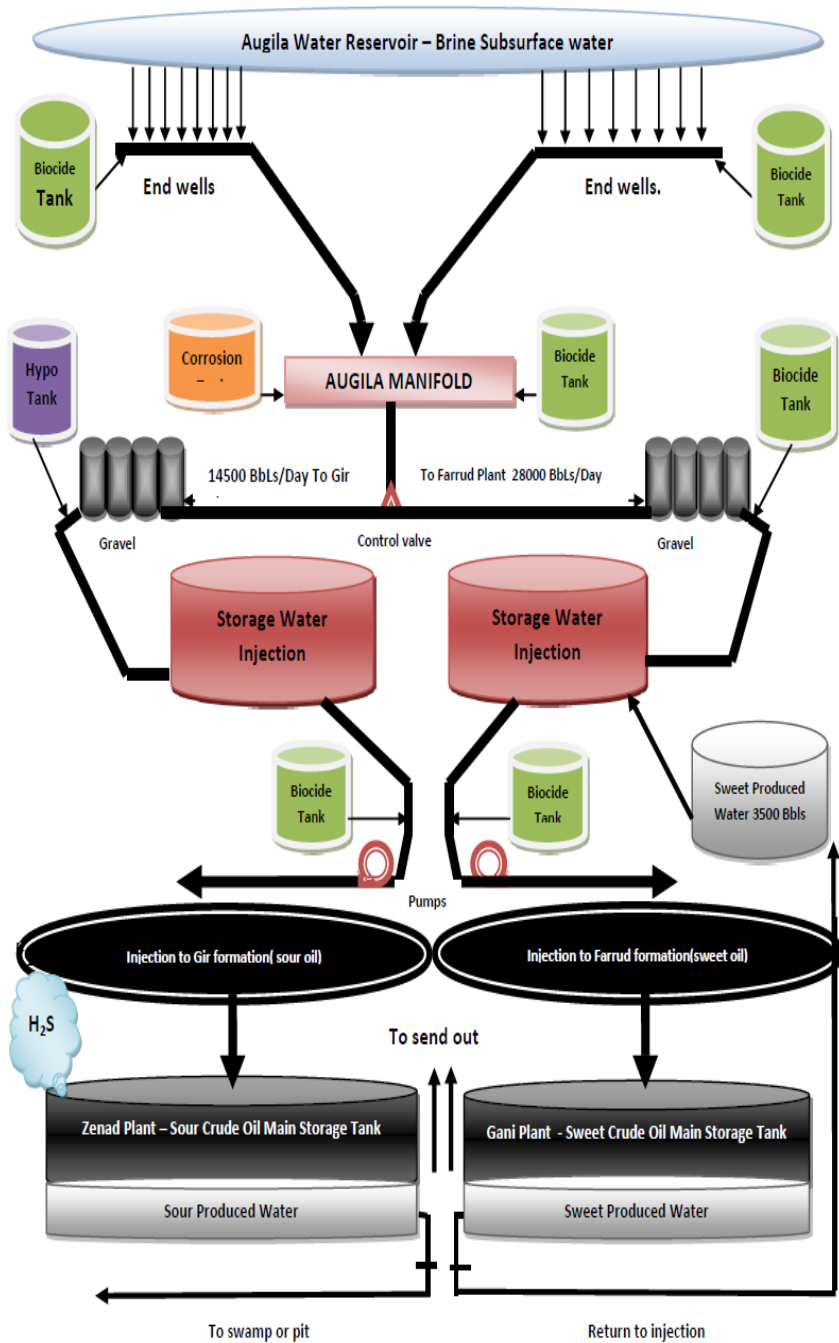 Augila Water Reservoir – Brine Subsurface water
Biocide
Tank
End wells
End wells.
Biocide
Tank
Hypo
Tank
Corrosion
AUGILA MANIFOLD
Biocide
Tank
Biocide
Tank
14500 BbLs/Day To Gir
To Farrud Plant 28000 BbLs/Day
Gravel
Control valve
Gravel
Storage Water
Injection
Storage Water
Injection
Biocide
Tank
Biocide
Tank
Sweet Produced
Water 3500 Bbls
Pumps
Injection to Gir formation( sour oil)
Injection to Farrud formation(sweet oil)
H₂S
To send out
Zenad Plant – Sour Crude Oil Main Storage Tank
Gani Plant - Sweet Crude Oil Main Storage Tank
Sour Produced Water
Sweet Produced Water
To swamp or pit
Return to injection